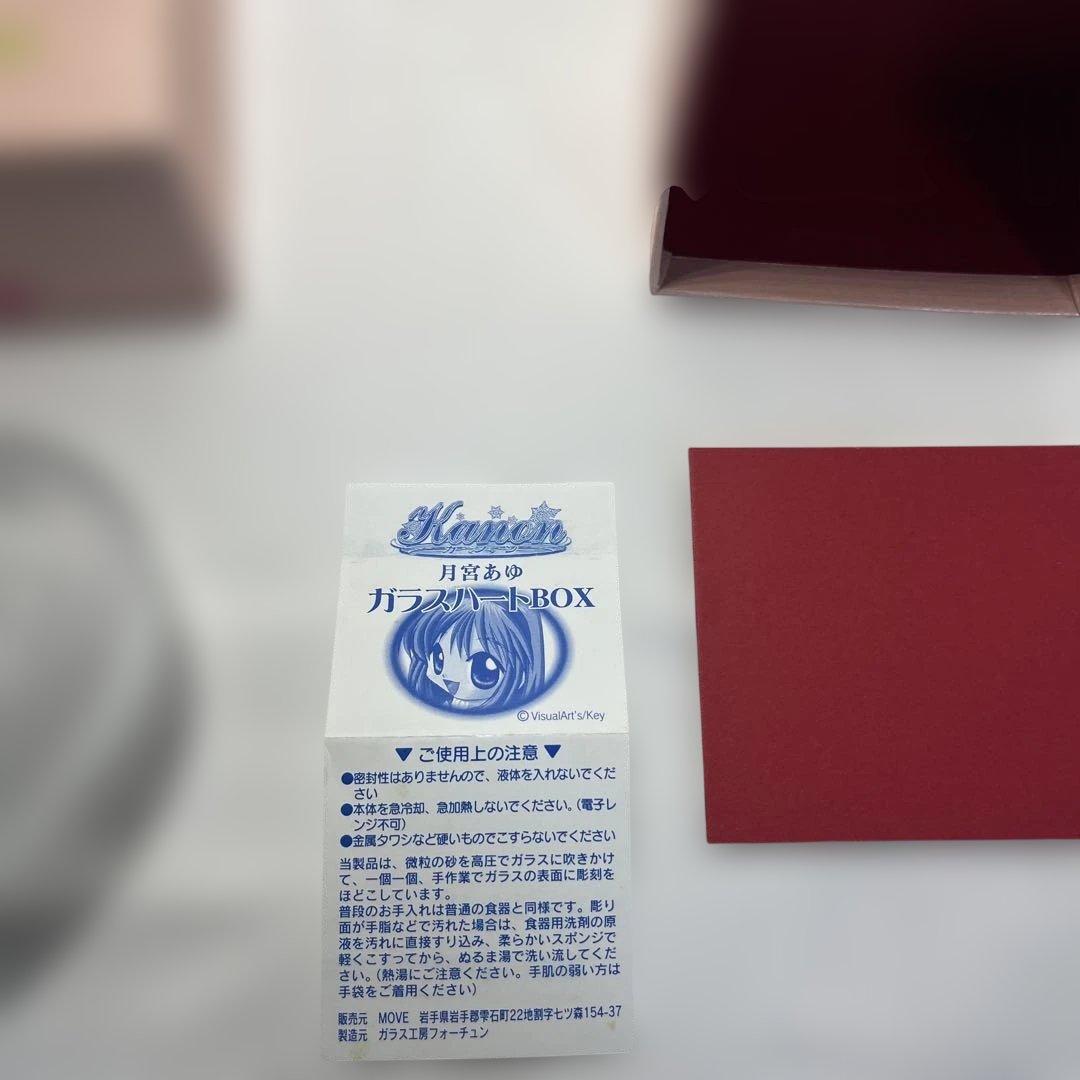 Kanon
カノン
月宮あゆ
ガラスハートBOX
© VisualArt's/Key
▼ ご使用上の注意 ▼
●密封性はありませんので、液体を入れないでくだ
さい
●本体を急冷却、急加熱しないでください。（電子レ
ンジ不可）
●金属タワシなど硬いものでこすらないでください
当製品は、微粒の砂を高圧でガラスに吹きかけ
て、一個一個、手作業でガラスの表面に彫刻を
ほどこしています。
普段のお手入れは普通の食器と同様です。彫り
面が手脂などで汚れた場合は、食器用洗剤の原
液を汚れに直接すり込み、柔らかいスポンジで
軽くこすってから、ぬるま湯で洗い流してくだ
さい。（熱湯にご注意ください。手肌の弱い方は
手袋をご着用ください）
販売元　MOVE　岩手県岩手郡雫石町22地割字七ツ森154-37
製造元　ガラス工房フォーチュン